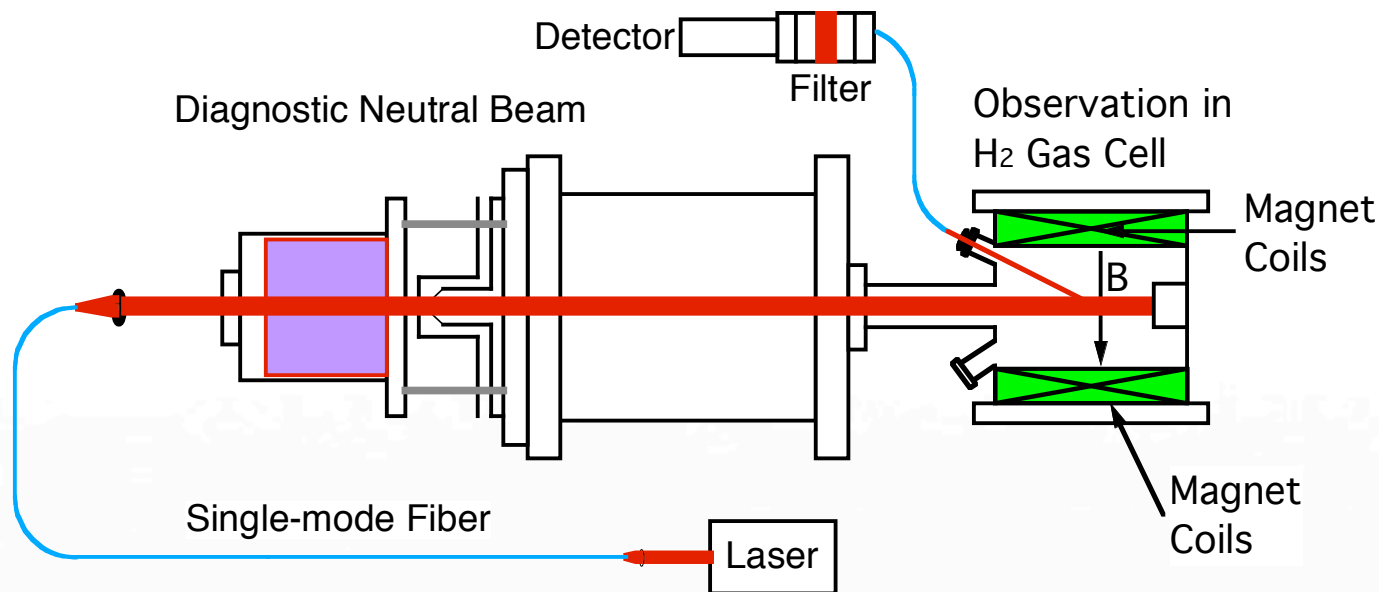 Detector
Filter
Diagnostic Neutral Beam
Observation in
H2 Gas Cell
Magnet
Coils
B
Magnet
Coils
Single-mode Fiber
Laser